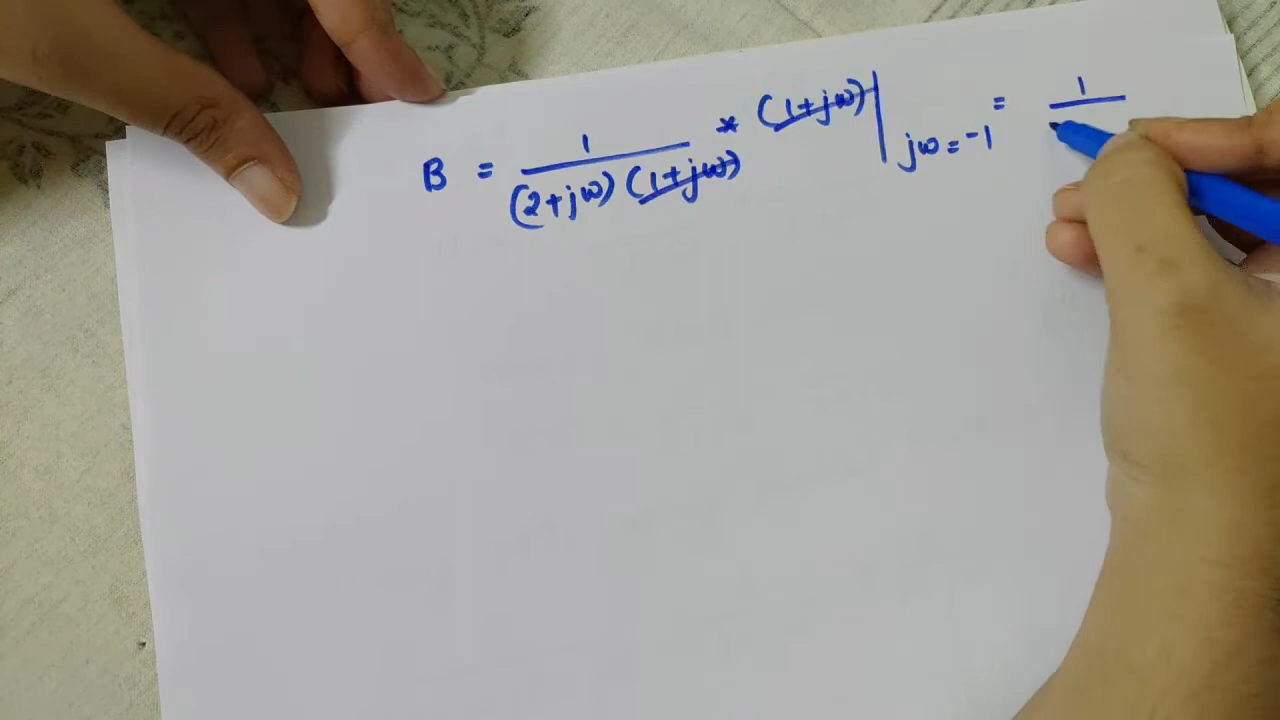 B = 1/((2+jω)(1+jω)) * (1+jω)| jω=-1 = 1/